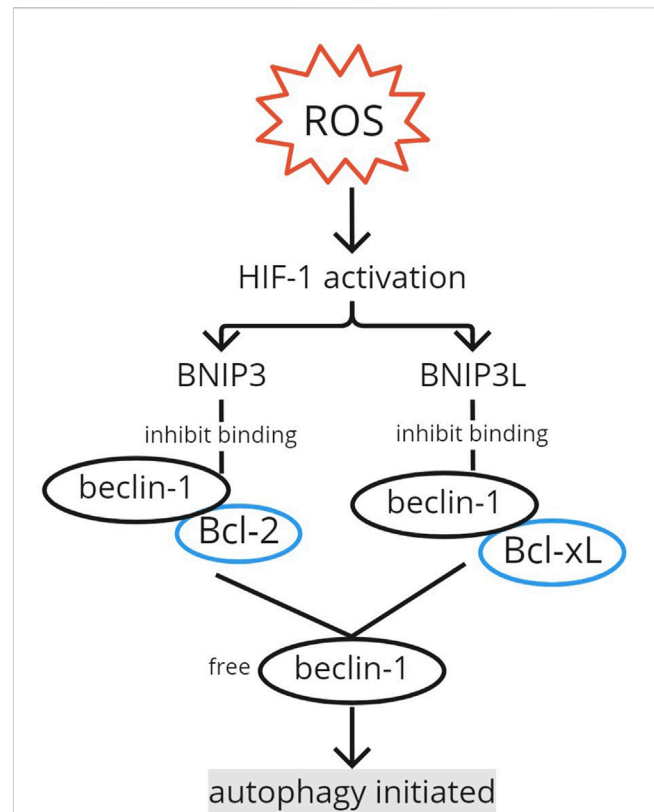 ROS
HIF-1 activation
BNIP3
BNIP3L
inhibit binding
inhibit binding
beclin-1
Bcl-2
beclin-1
Bcl-xL
free
beclin-1
autophagy initiated